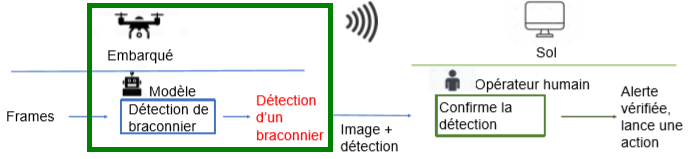 Embarqué
Sol
Modèle
Opérateur humain
Frames
Détection de
braconnier
Détection
d'un
braconnier
Image +
détection
Confirme la
détection
Alerte
vérifiée,
lance une
action